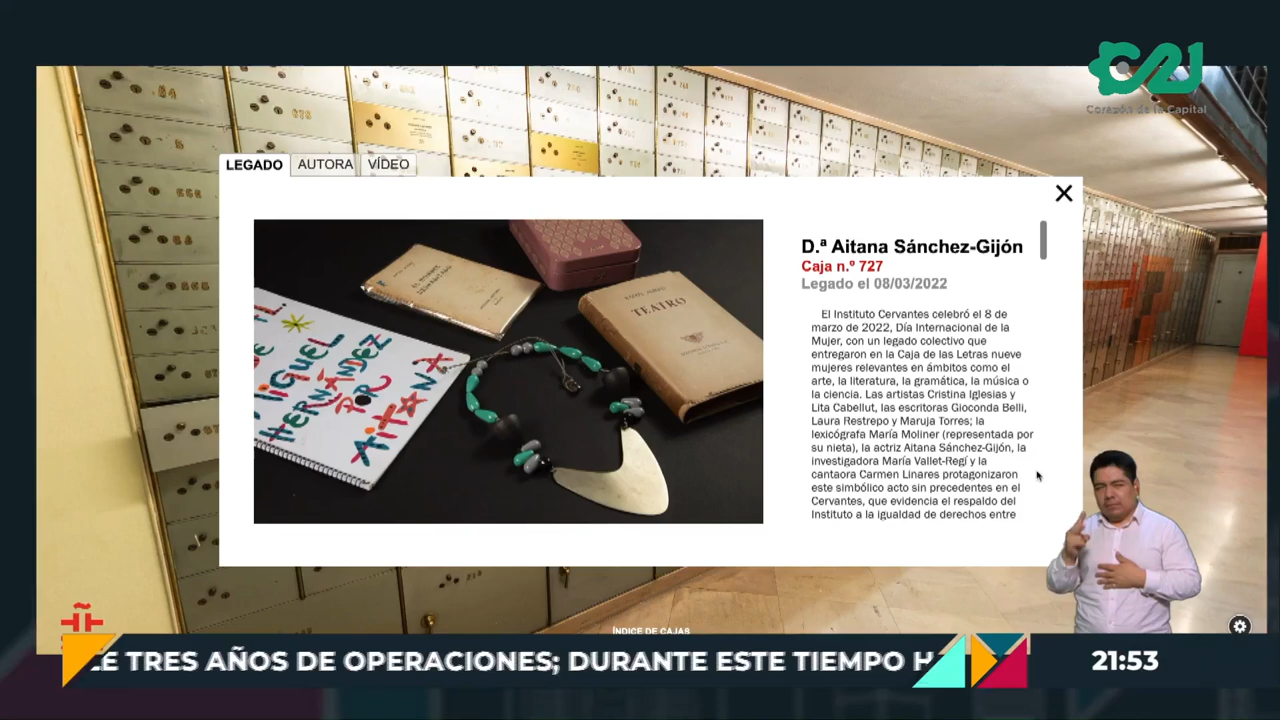 CA21
Corazón de la Capital
LEGADO
AUTORA
VÍDEO
D.ª Aitana Sánchez-Gijón
Caja n.º 727
Legado el 08/03/2022
El Instituto Cervantes celebró el 8 de
marzo de 2022, Día Internacional de la
Mujer, con un legado colectivo que
entregaron en la Caja de las Letras nueve
mujeres relevantes en ámbitos como el
arte, la literatura, la gramática, la música o
la ciencia. Las artistas Cristina Iglesias y
Lita Cabellut, las escritoras Gioconda Belli,
Laura Restrepo y Maruja Torres; la
lexicógrafa María Moliner (representada por
su nieta), la actriz Aitana Sánchez-Gijón, la
investigadora María Vallet-Regí y la
cantaora Carmen Linares protagonizaron
este simbólico acto sin precedentes en el
Cervantes, que evidencia el respaldo del
Instituto a la igualdad de derechos entre
TEATRO
MIGUEL
HERNÁNDEZ
POR
AITANA
ÍNDICE DE CAJAS
CE TRES AÑOS DE OPERACIONES; DURANTE ESTE TIEMPO H
21:53